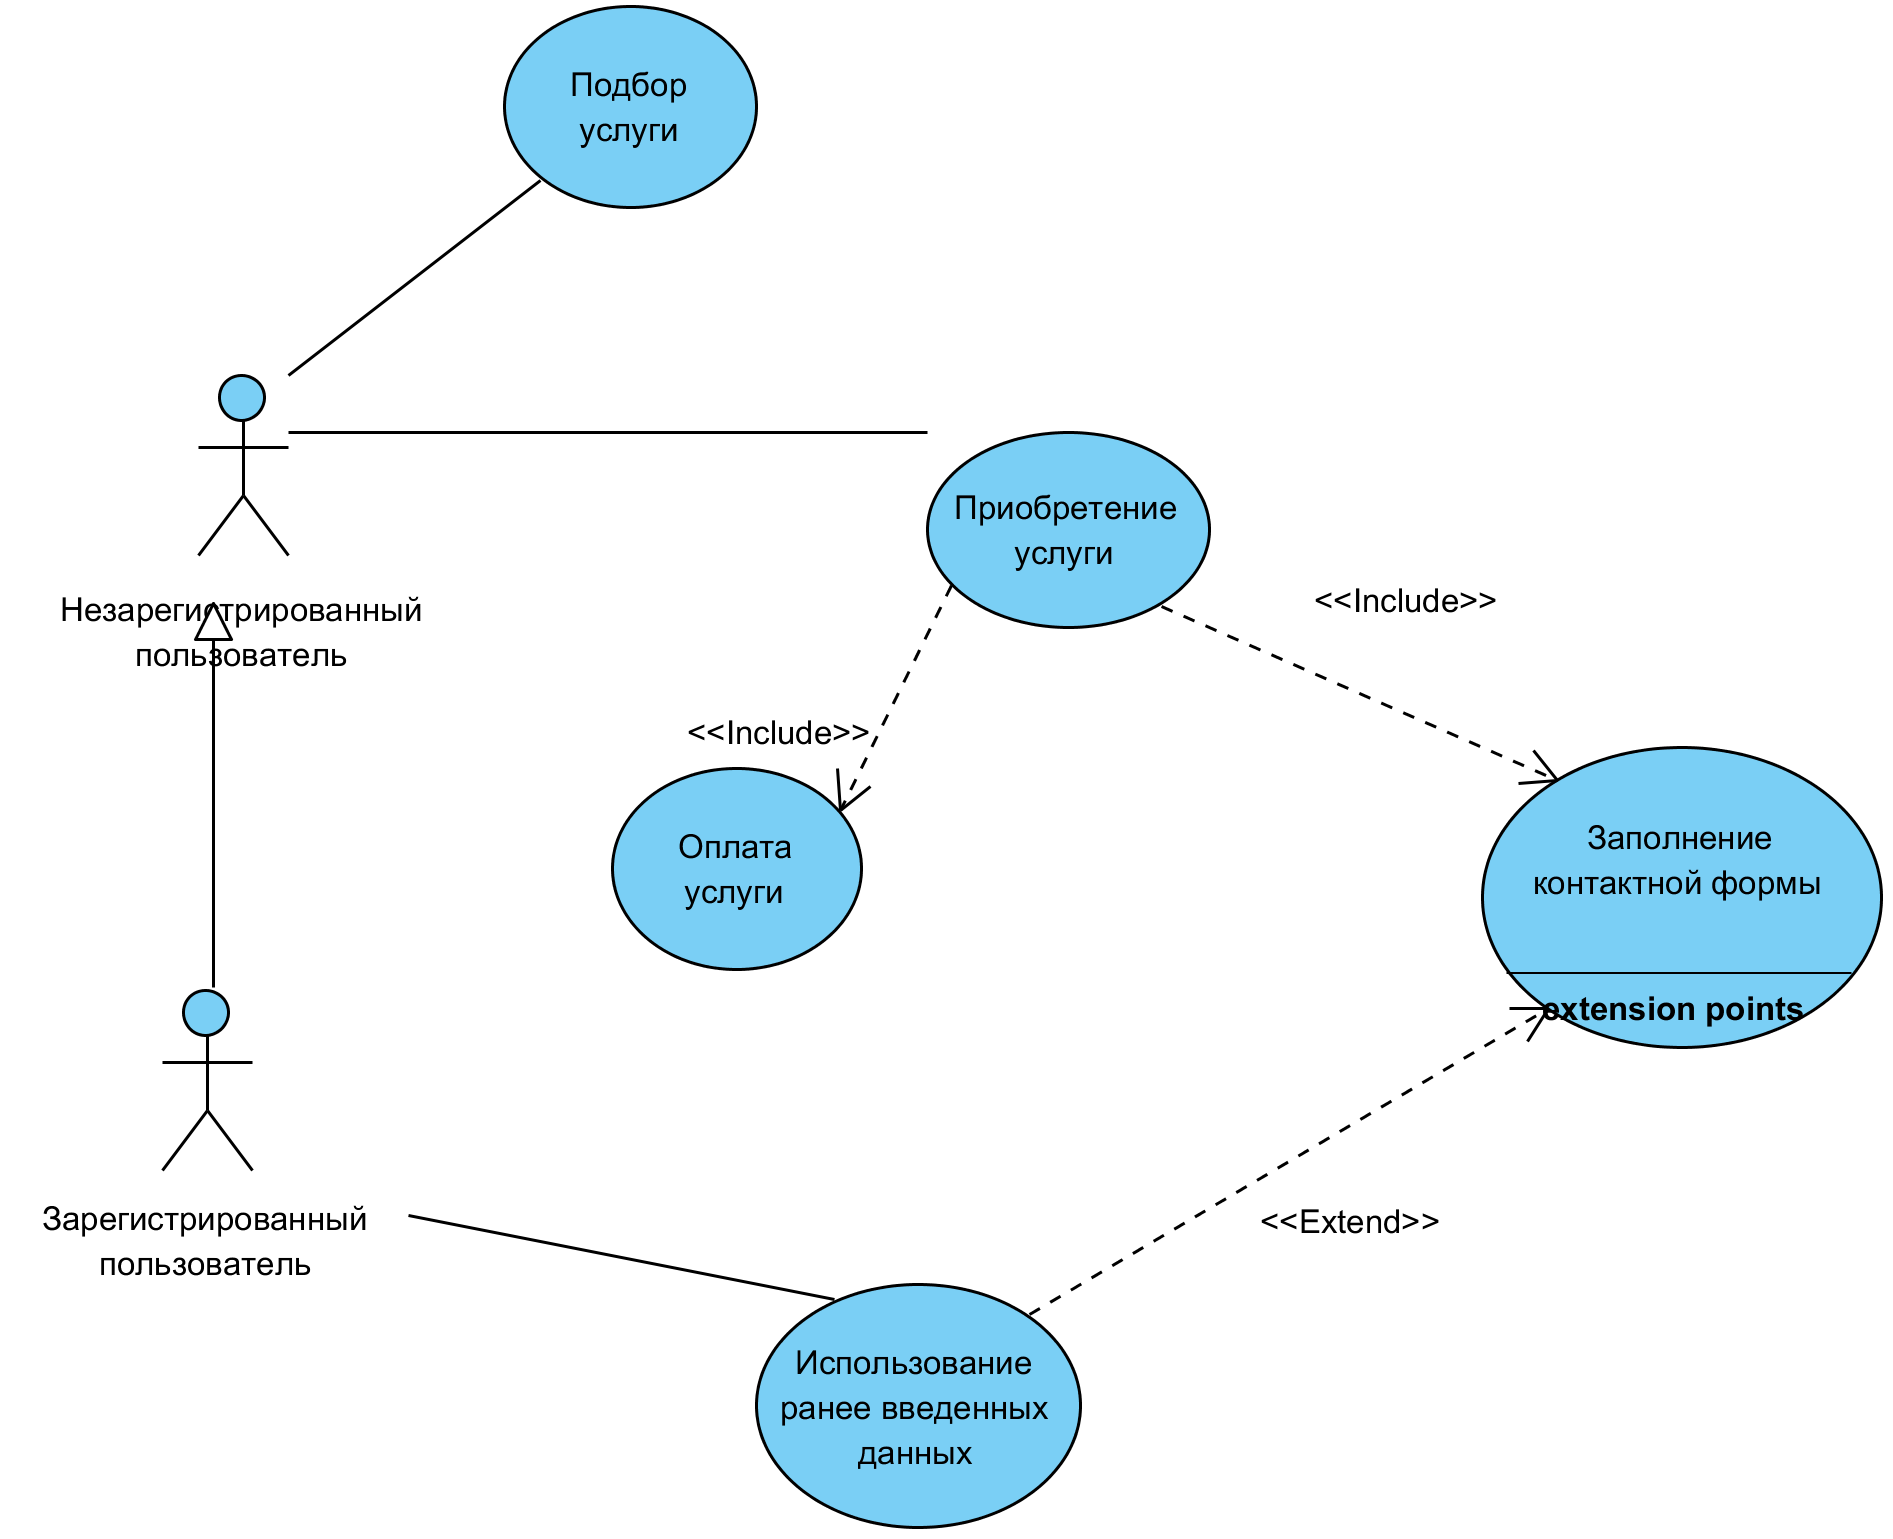 Подбор
услуги
Приобретение
услуги
<<Include>>
Незарегистрированный
пользователь
<<Include>>
Оплата
услуги
Заполнение
контактной формы
extension points
Зарегистрированный
пользователь
<<Extend>>
Использование
ранее введенных
данных